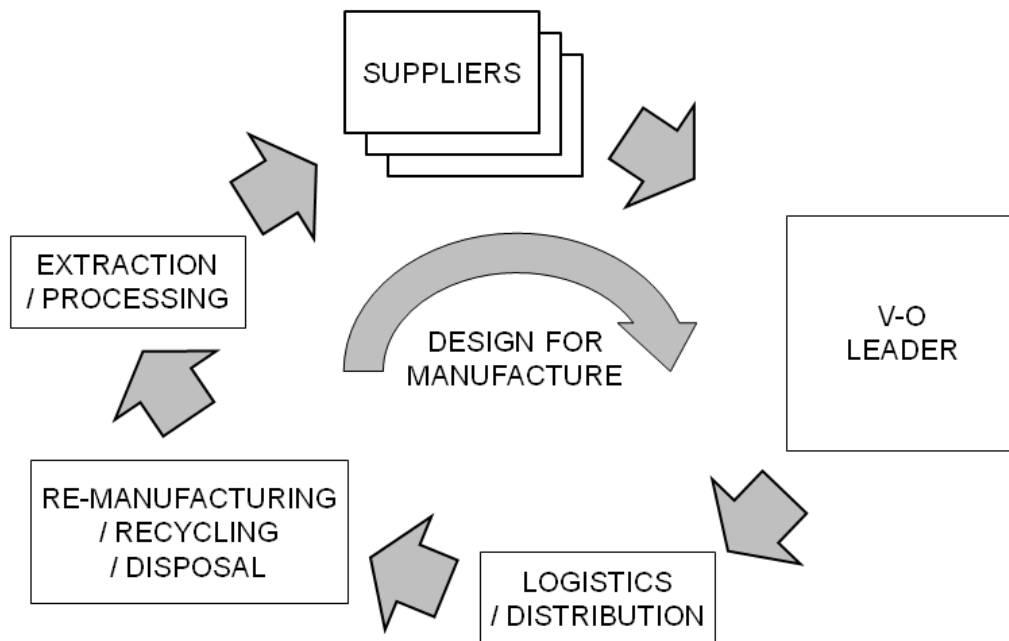 SUPPLIERS
EXTRACTION
/ PROCESSING
V-O
LEADER
DESIGN FOR
MANUFACTURE
RE-MANUFACTURING
/ RECYCLING
/ DISPOSAL
LOGISTICS
/ DISTRIBUTION